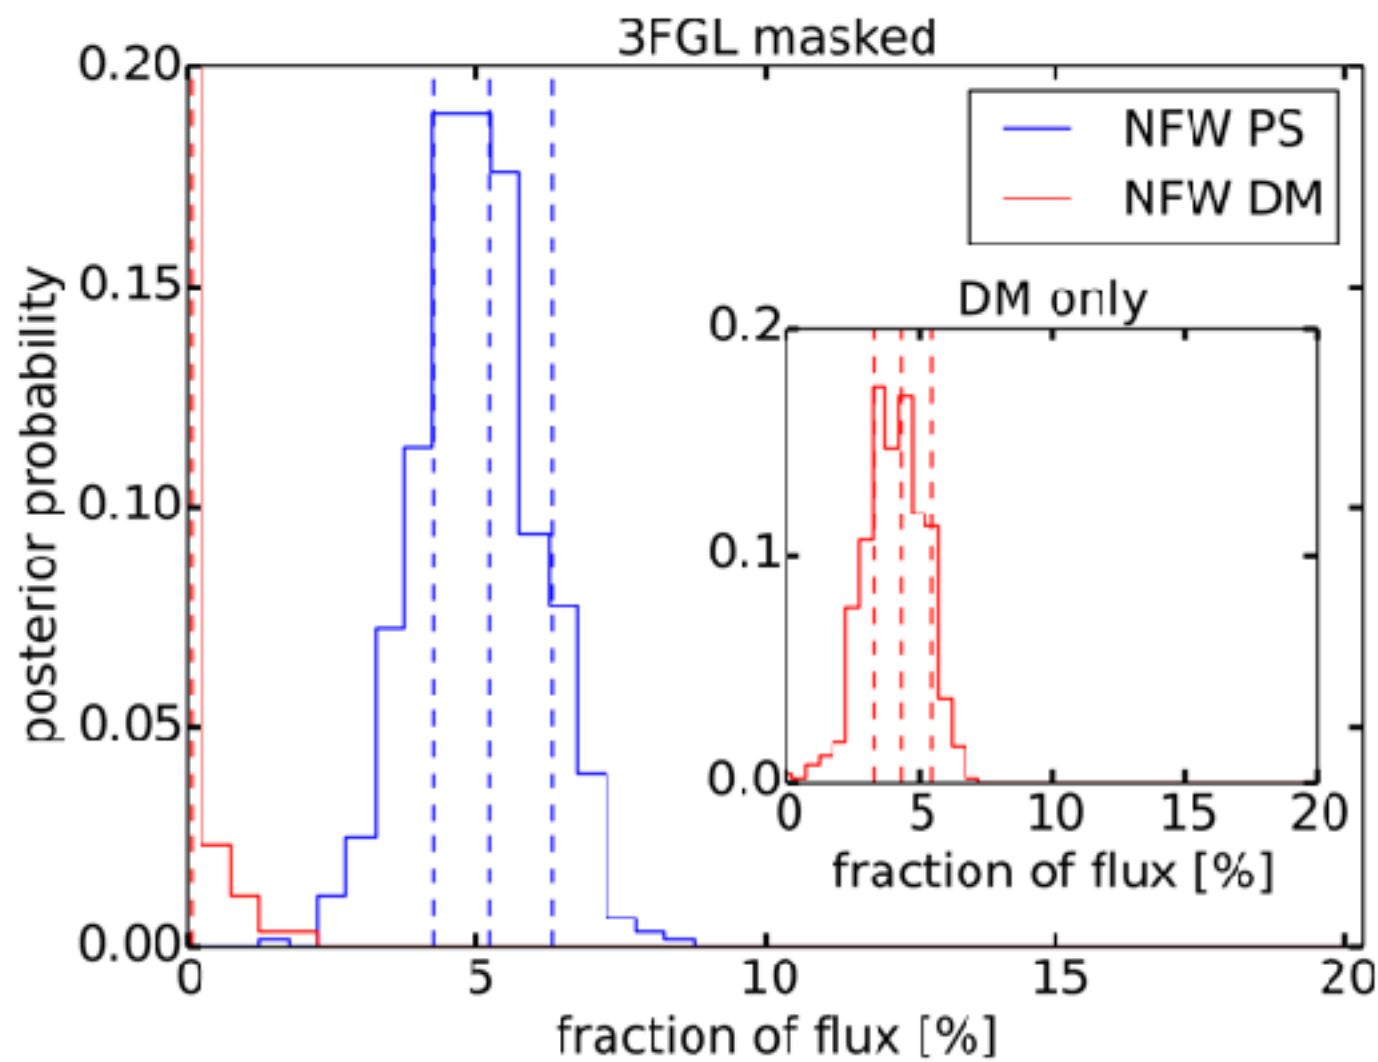 3FGL masked
0.20
0.15
0.10
0.05
0.00
posterior probability
NFW PS
NFW DM
DM only
0.2
0.1
0.0
0 5 10 15 20
fraction of flux [%]
0 5 10 15 20
fraction of flux [%]